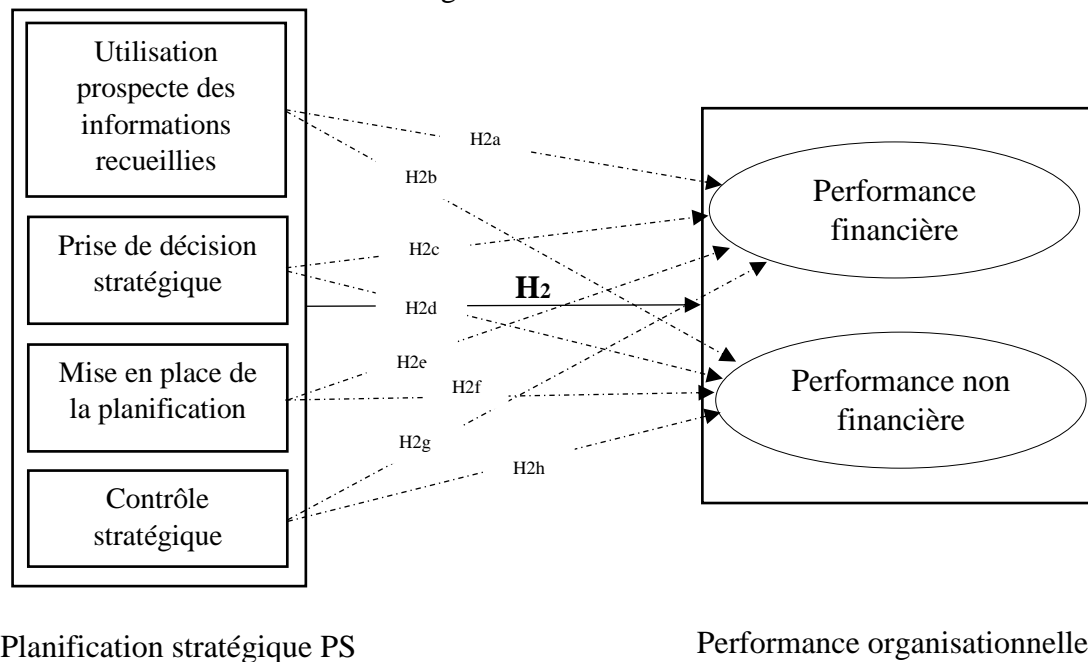 Utilisation
prospecte des
informations
recueillies
Prise de décision
stratégique
Mise en place de
la planification
Contrôle
stratégique
H2a
H2b
H2c
H2
H2d
H2e
H2f
H2g
H2h
Performance
financière
Performance non
financière
Planification stratégique PS
Performance organisationnelle